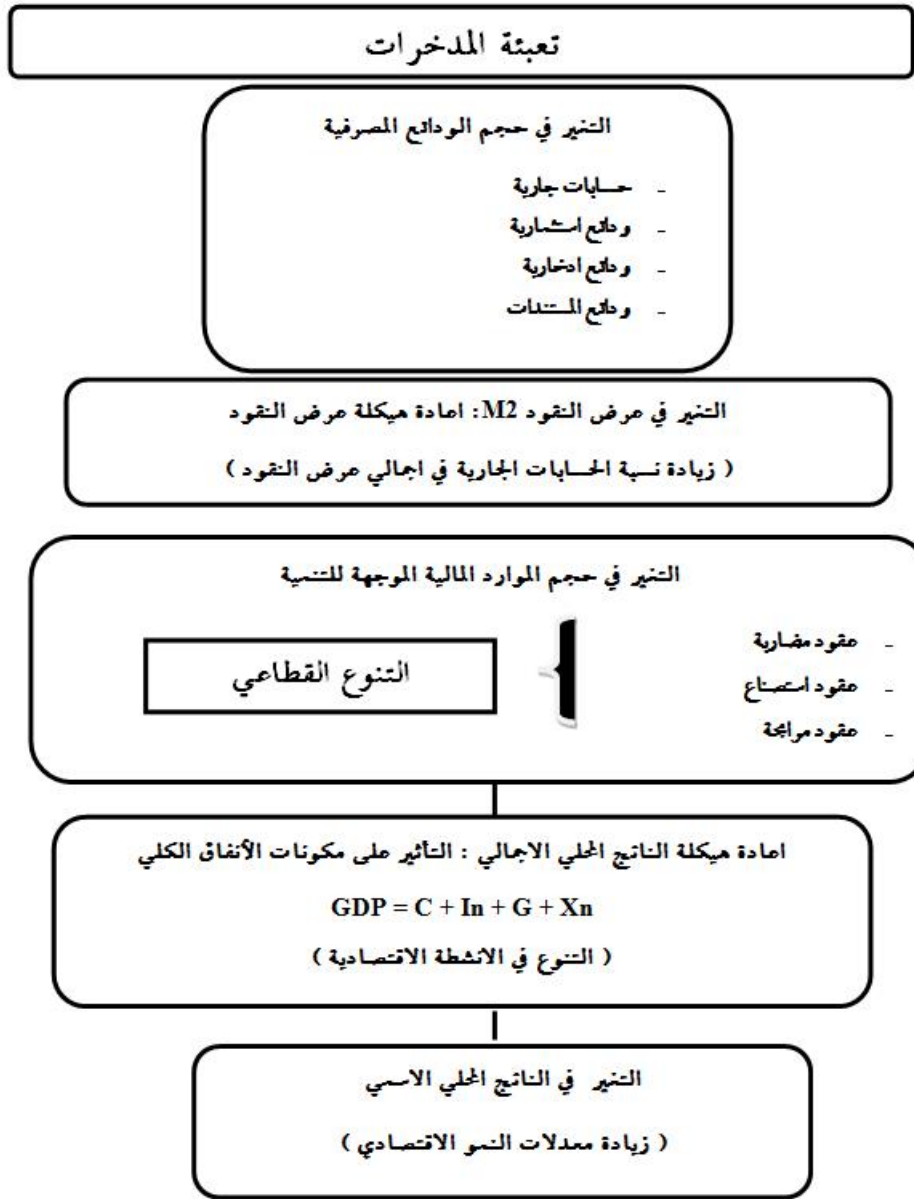 تعبئة المدخرات
التغير في حجم الودائع المصرفية
- حسابات جارية
- ودائع استثمارية
- ودائع ادخارية
- ودائع المستندات
التغير في عرض النقود M2: اعادة هيكلة عرض النقود
( زيادة نسبة الحسابات الجارية في اجمالي عرض النقود )
التغير في حجم الموارد المالية الموجهة للتنمية
- عقود مضاربة
- عقود استصناع
- عقود مرابحة
التنوع القطاعي
اعادة هيكلة الناتج المحلي الاجمالي : التأثير على مكونات الأنفاق الكلي
GDP = C + In + G + Xn
( التنوع في الانشطة الاقتصادية )
التغير في الناتج المحلي الاسمي
( زيادة معدلات النمو الاقتصادي )